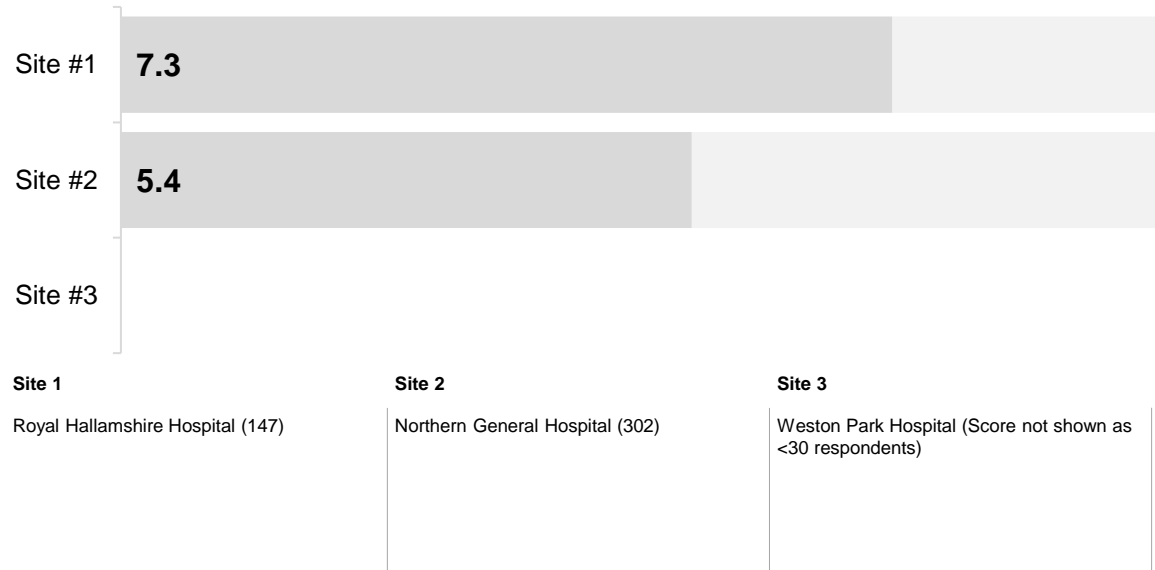 Site #1
7.3
Site #2
5.4
Site #3
Site 1
Site 2
Site 3
Royal Hallamshire Hospital (147)
Northern General Hospital (302)
Weston Park Hospital (Score not shown as
<30 respondents)